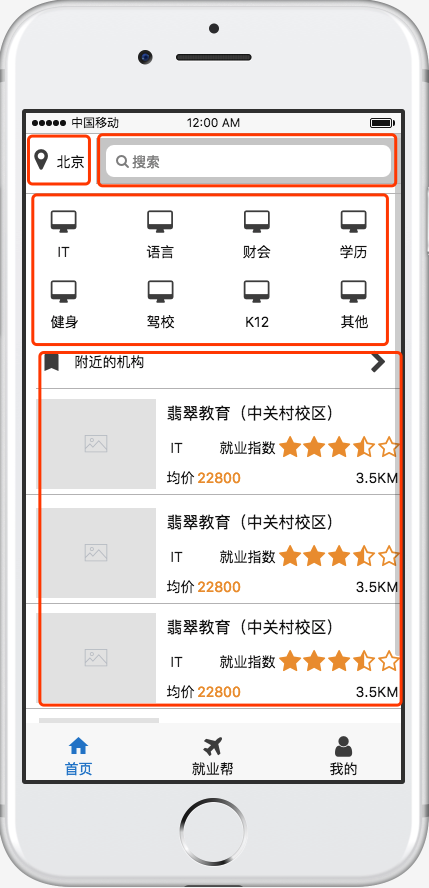 中国移动 12:00 AM
北京 搜索
IT 语言 财会 学历
健身 驾校 K12 其他
附近的机构
翡翠教育（中关村校区）
IT 就业指数
均价 22800 3.5KM
翡翠教育（中关村校区）
IT 就业指数
均价 22800 3.5KM
翡翠教育（中关村校区）
IT 就业指数
均价 22800 3.5KM
首页 就业帮 我的